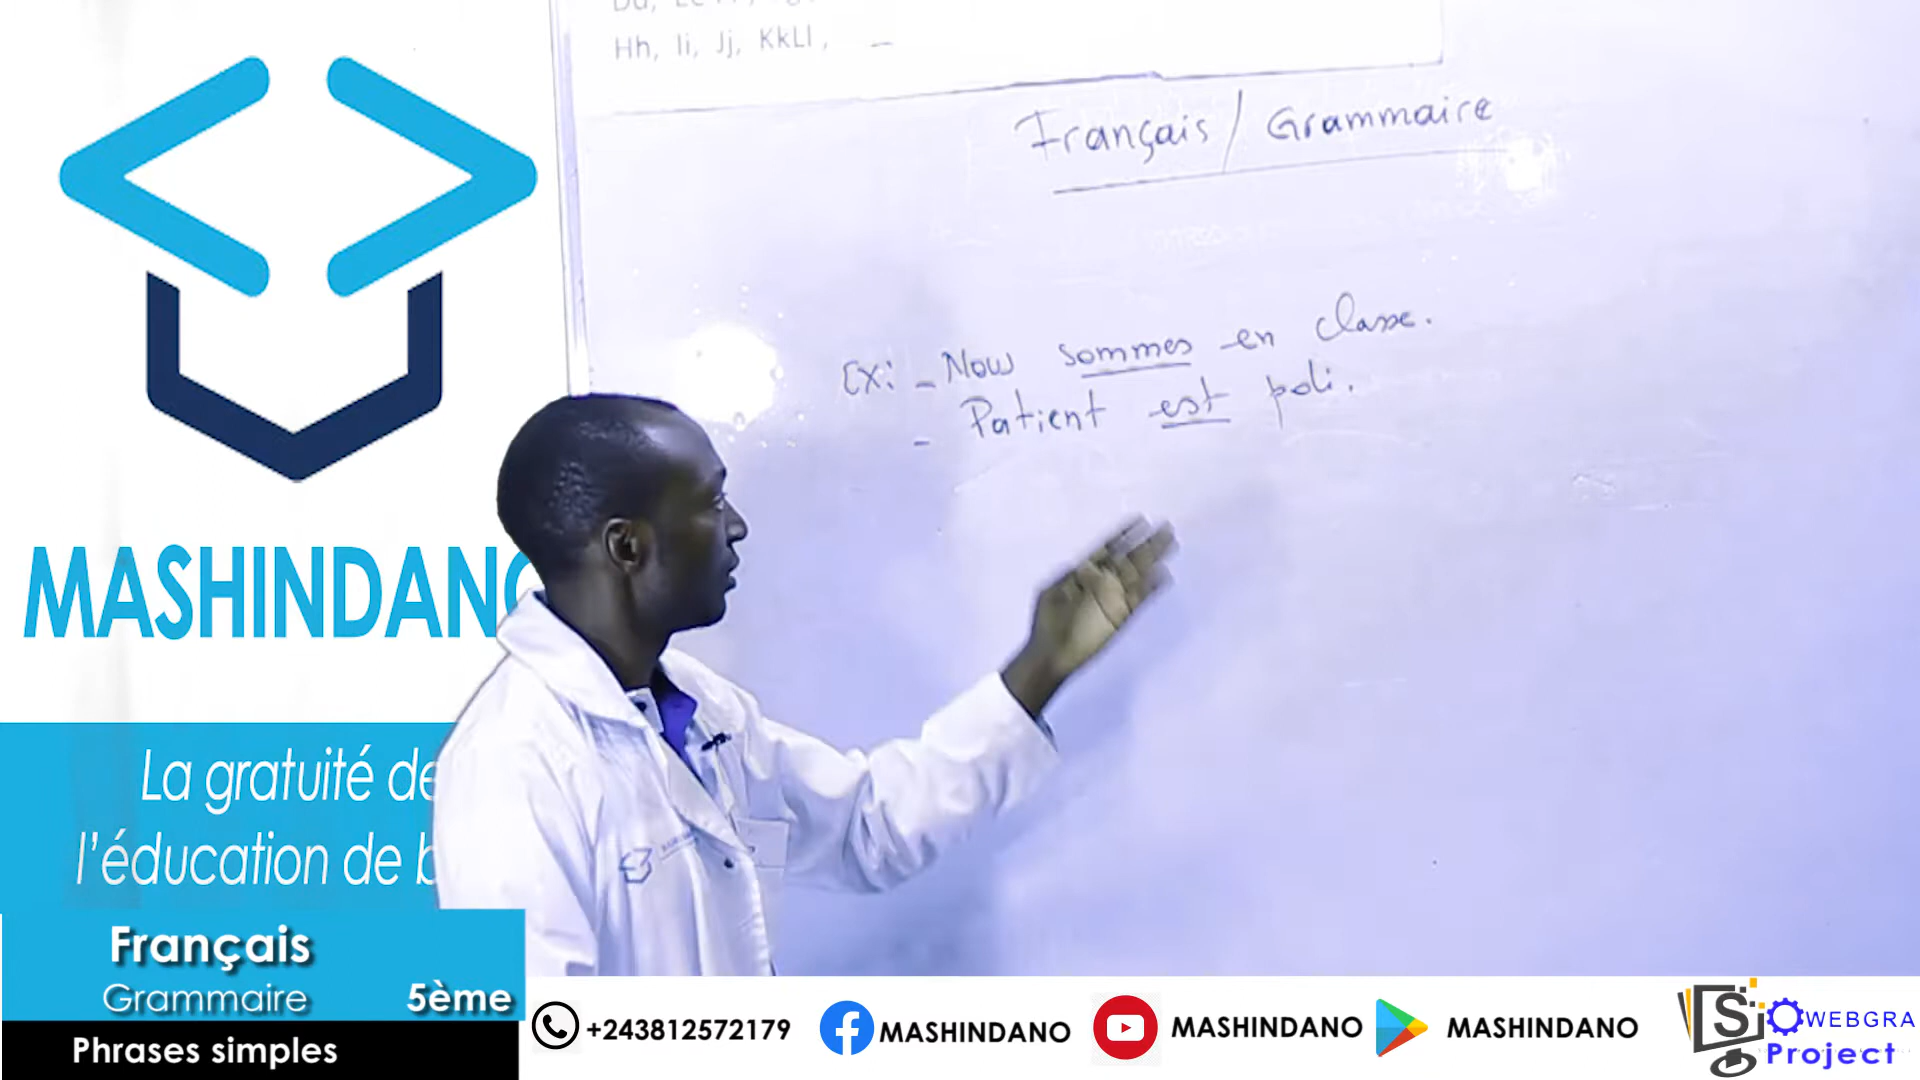 Hh, Ii, Jj, KkLl, _
Français / Grammaire
Ex: - Nous sommes en classe.
- Patient est poli.
MASHINDANO
La gratuité de
l'éducation de b
Français
Grammaire 5ème
Phrases simples
+243812572179
MASHINDANO
MASHINDANO
MASHINDANO
WEBGRA
Project